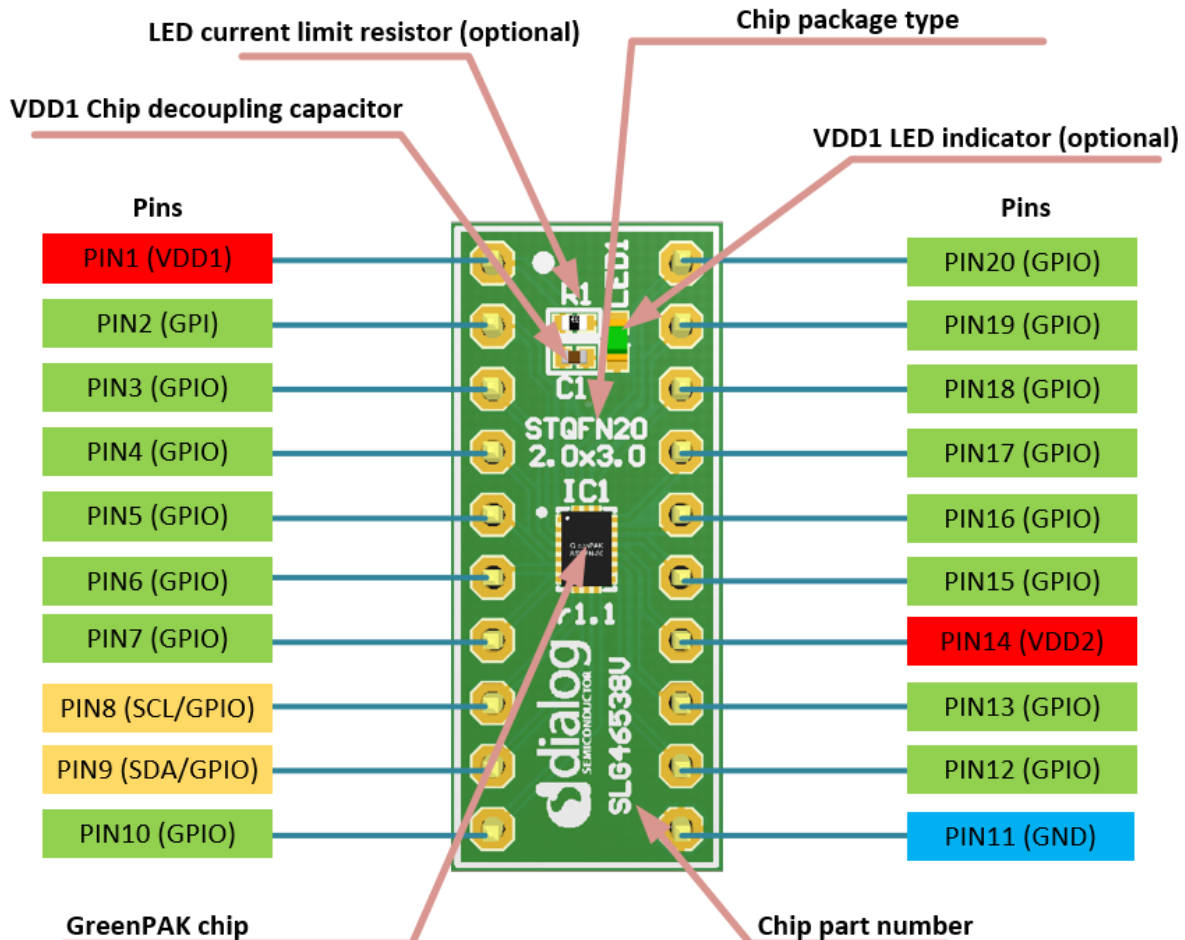 LED current limit resistor (optional)
Chip package type
VDD1 Chip decoupling capacitor
VDD1 LED indicator (optional)
Pins
Pins
PIN1 (VDD1)
PIN2 (GPI)
PIN3 (GPIO)
PIN4 (GPIO)
PIN5 (GPIO)
PIN6 (GPIO)
PIN7 (GPIO)
PIN8 (SCL/GPIO)
PIN9 (SDA/GPIO)
PIN10 (GPIO)
R1
LED1
C1
STQFN20
2.0x3.0
IC1
r1.1
dialog
SEMICONDUCTOR
SLG46538V
PIN20 (GPIO)
PIN19 (GPIO)
PIN18 (GPIO)
PIN17 (GPIO)
PIN16 (GPIO)
PIN15 (GPIO)
PIN14 (VDD2)
PIN13 (GPIO)
PIN12 (GPIO)
PIN11 (GND)
GreenPAK chip
Chip part number